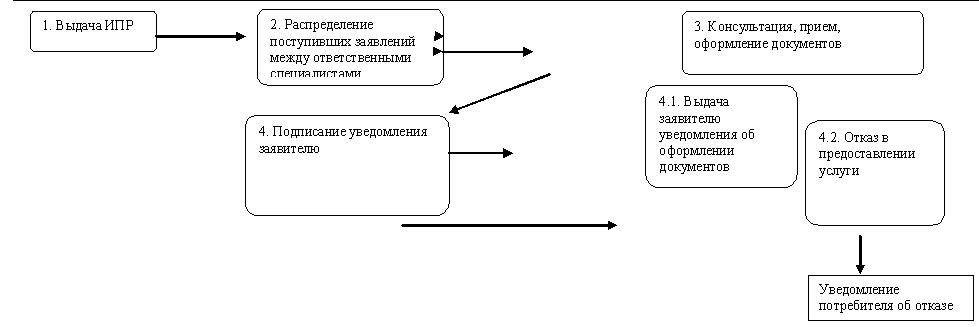 1. Выдача ИПР
2. Распределение
поступивших заявлений
между ответственными
специалистами
3. Консультация, прием,
оформление документов
4. Подписание уведомления
заявителю
4.1. Выдача
заявителю
уведомления об
оформлении
документов
4.2. Отказ в
предоставлении
услуги
Уведомление
потребителя об отказе